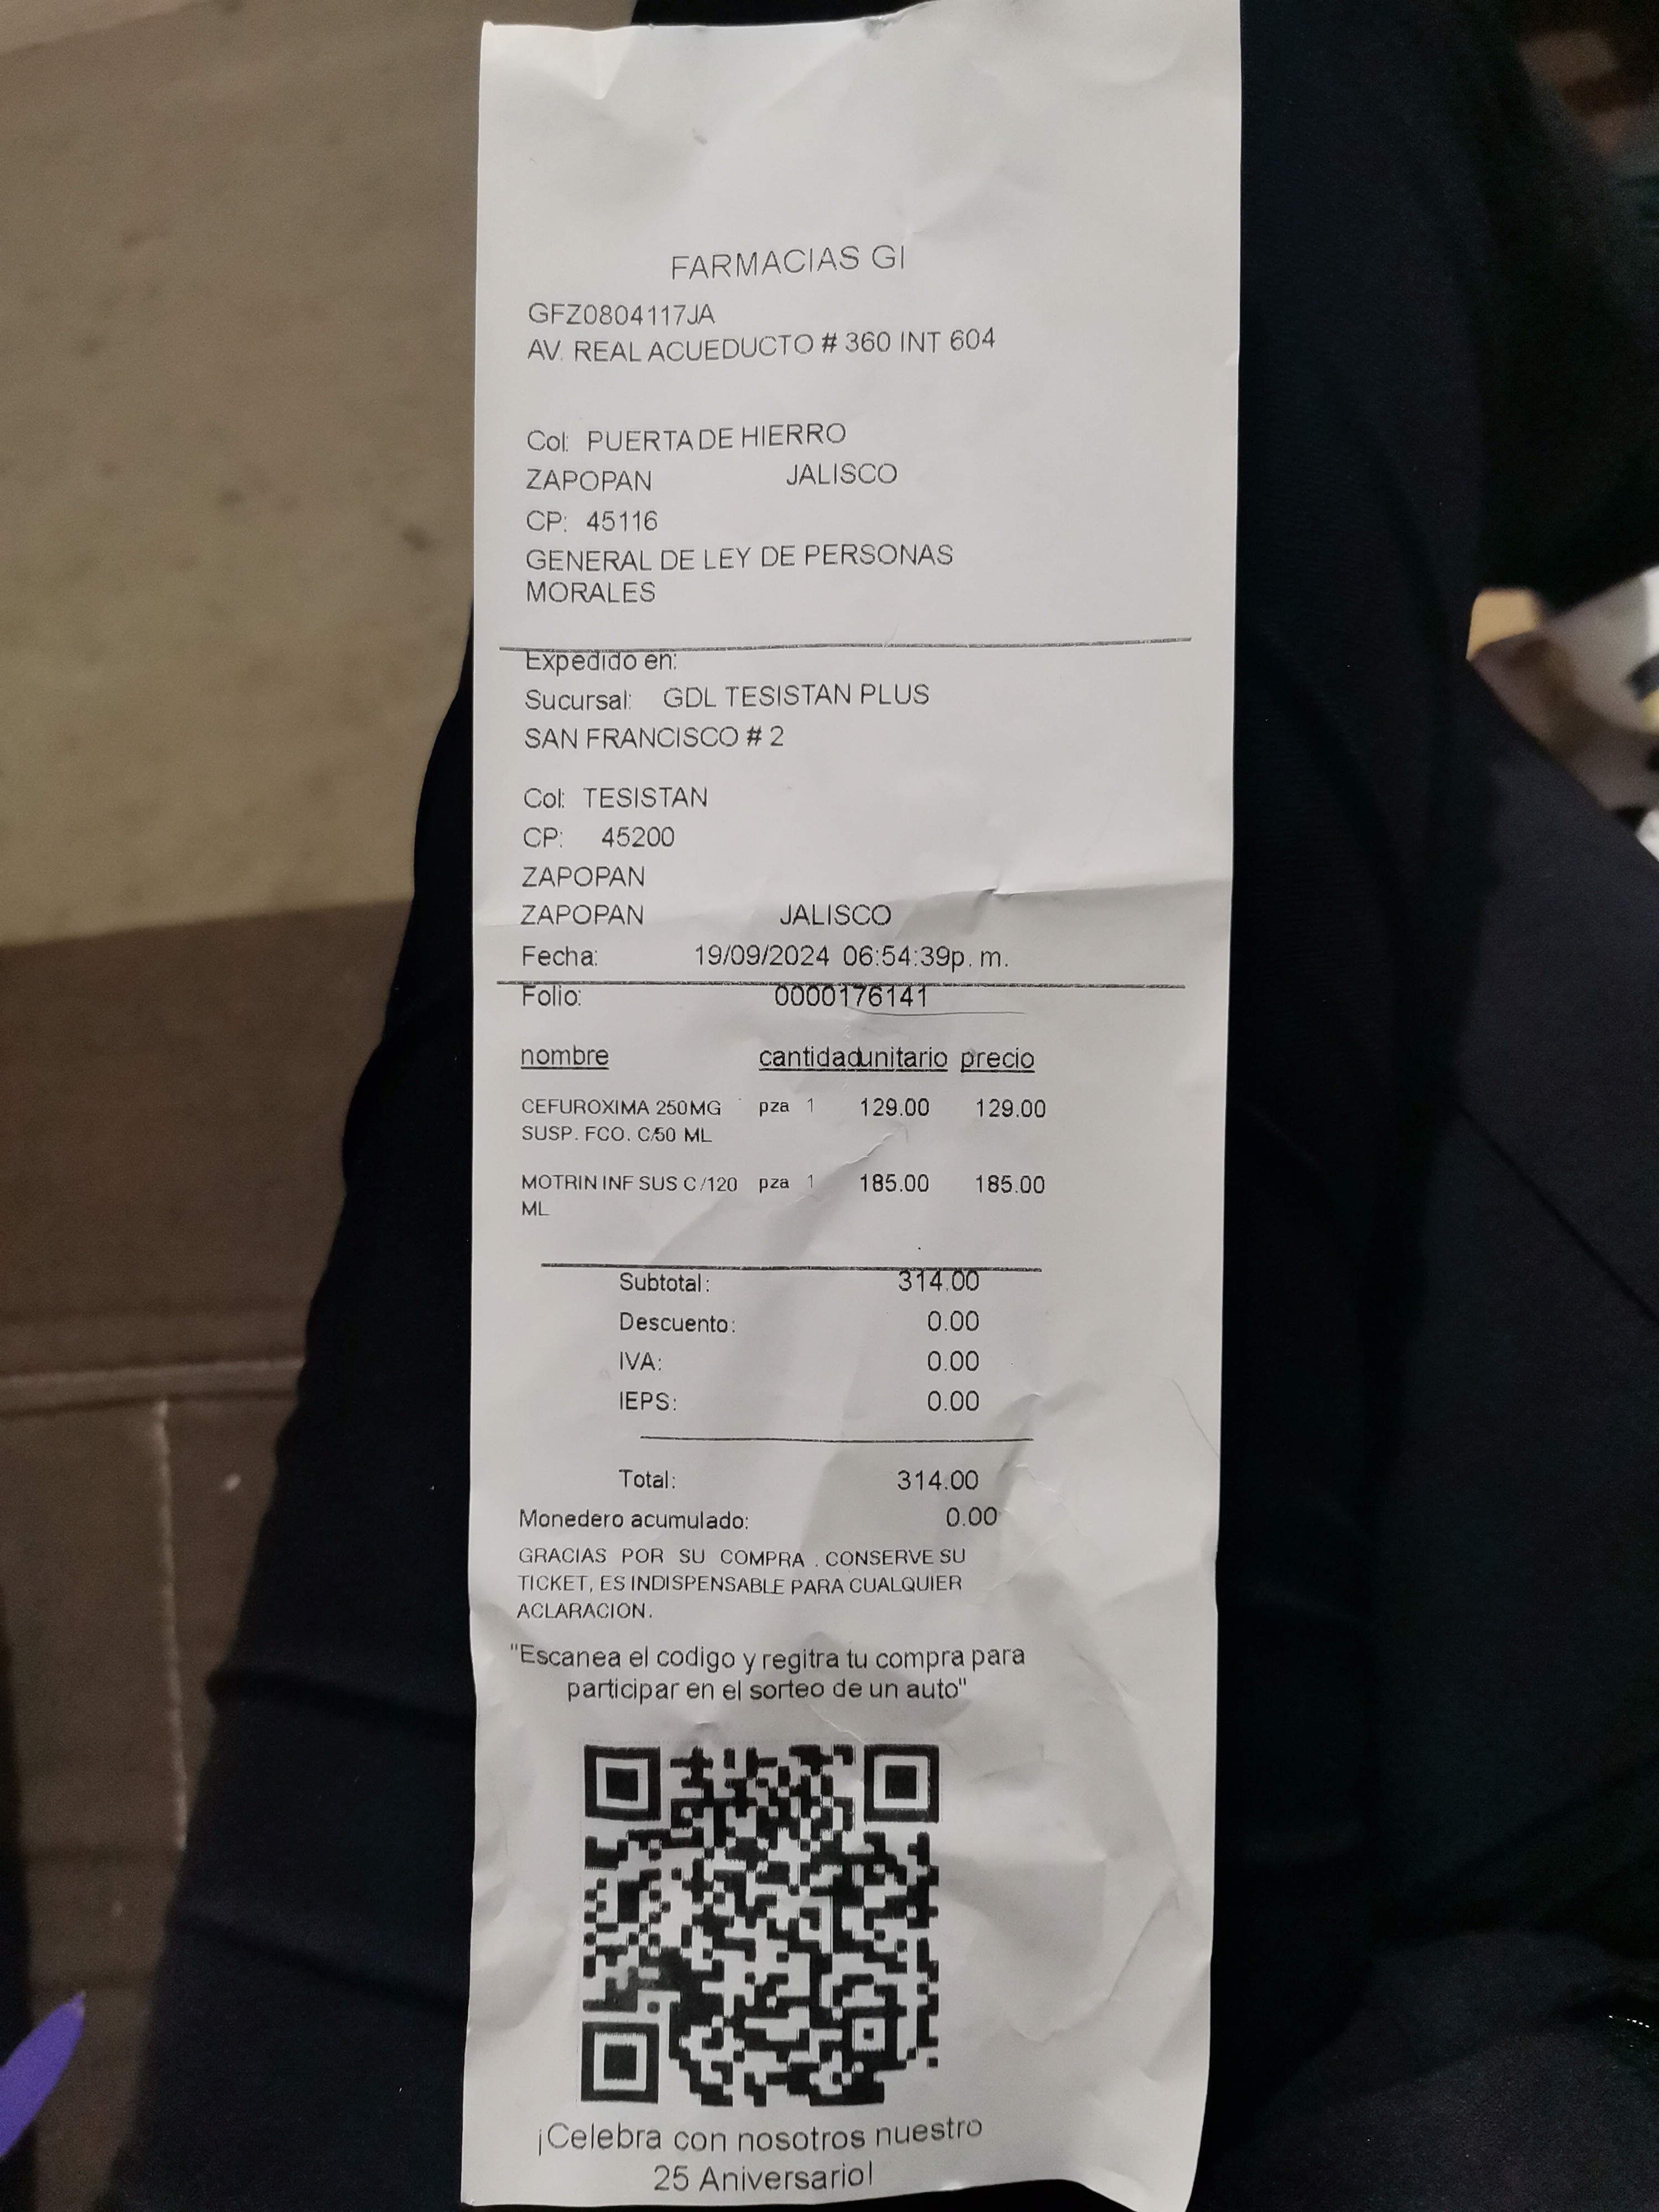 FARMACIAS GI
GFZ0804117JA
AV. REAL ACUEDUCTO # 360 INT 604
Col: PUERTA DE HIERRO
ZAPOPAN JALISCO
CP: 45116
GENERAL DE LEY DE PERSONAS
MORALES
Expedido en:
Sucursal: GDL TESISTAN PLUS
SAN FRANCISCO # 2
Col: TESISTAN
CP: 45200
ZAPOPAN
ZAPOPAN JALISCO
Fecha: 19/09/2024 06:54:39p. m.
Folio: 0000176141
nombre cantidad unitario precio
CEFUROXIMA 250MG pza 1 129.00 129.00
SUSP. FCO. C/50 ML
MOTRIN INF SUS C/120 pza 1 185.00 185.00
ML
Subtotal: 314.00
Descuento: 0.00
IVA: 0.00
IEPS: 0.00
Total: 314.00
Monedero acumulado: 0.00
GRACIAS POR SU COMPRA . CONSERVE SU
TICKET, ES INDISPENSABLE PARA CUALQUIER
ACLARACION.
"Escanea el codigo y regitra tu compra para
participar en el sorteo de un auto"
¡Celebra con nosotros nuestro
25 Aniversario!